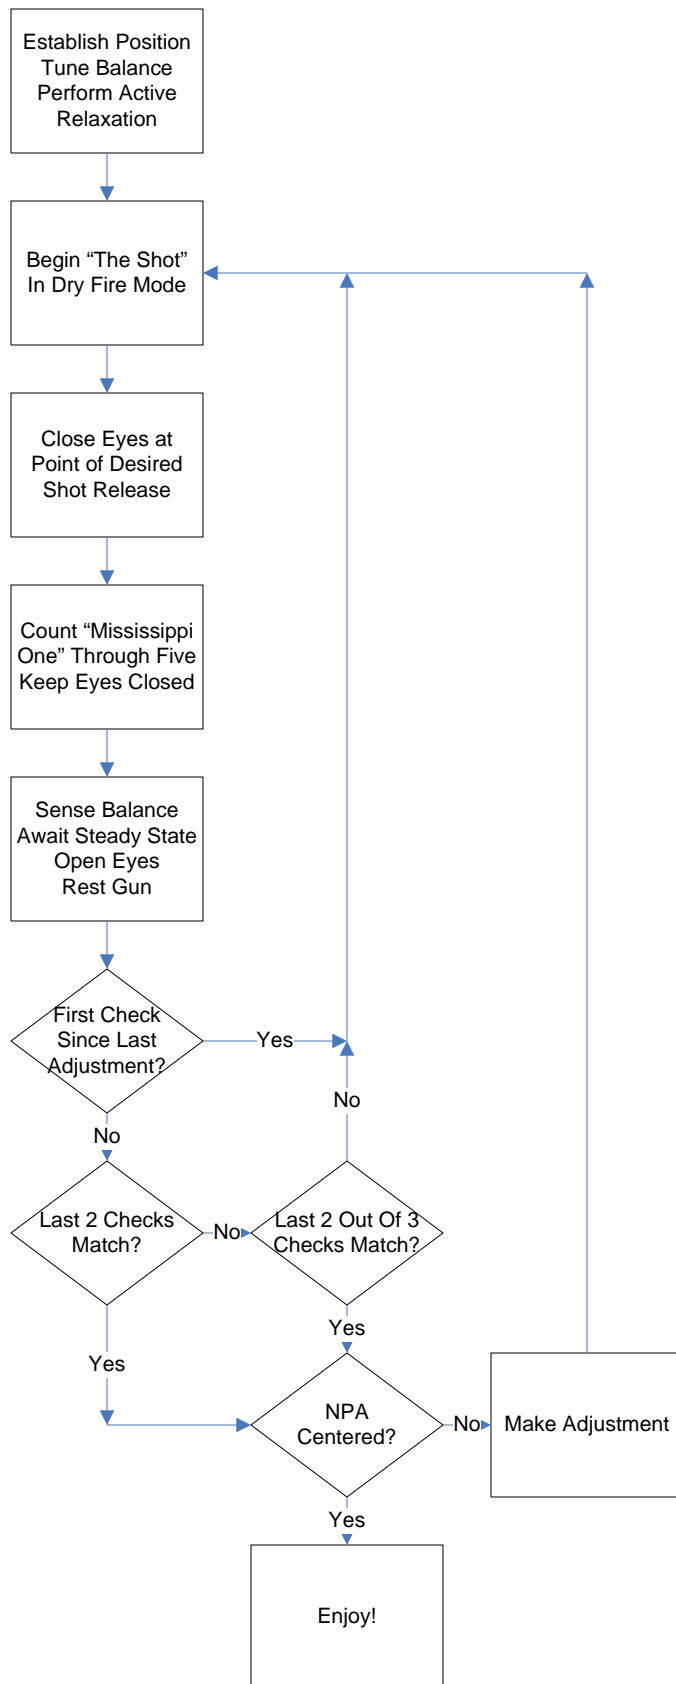 Establish Position
Tune Balance
Perform Active
Relaxation
Begin “The Shot”
In Dry Fire Mode
Close Eyes at
Point of Desired
Shot Release
Count “Mississippi
One” Through Five
Keep Eyes Closed
Sense Balance
Await Steady State
Open Eyes
Rest Gun
First Check
Since Last
Adjustment?
Yes
No
No
Last 2 Checks
Match?
No
Last 2 Out Of 3
Checks Match?
Yes
Yes
NPA
Centered?
No
Make Adjustment
Yes
Enjoy!